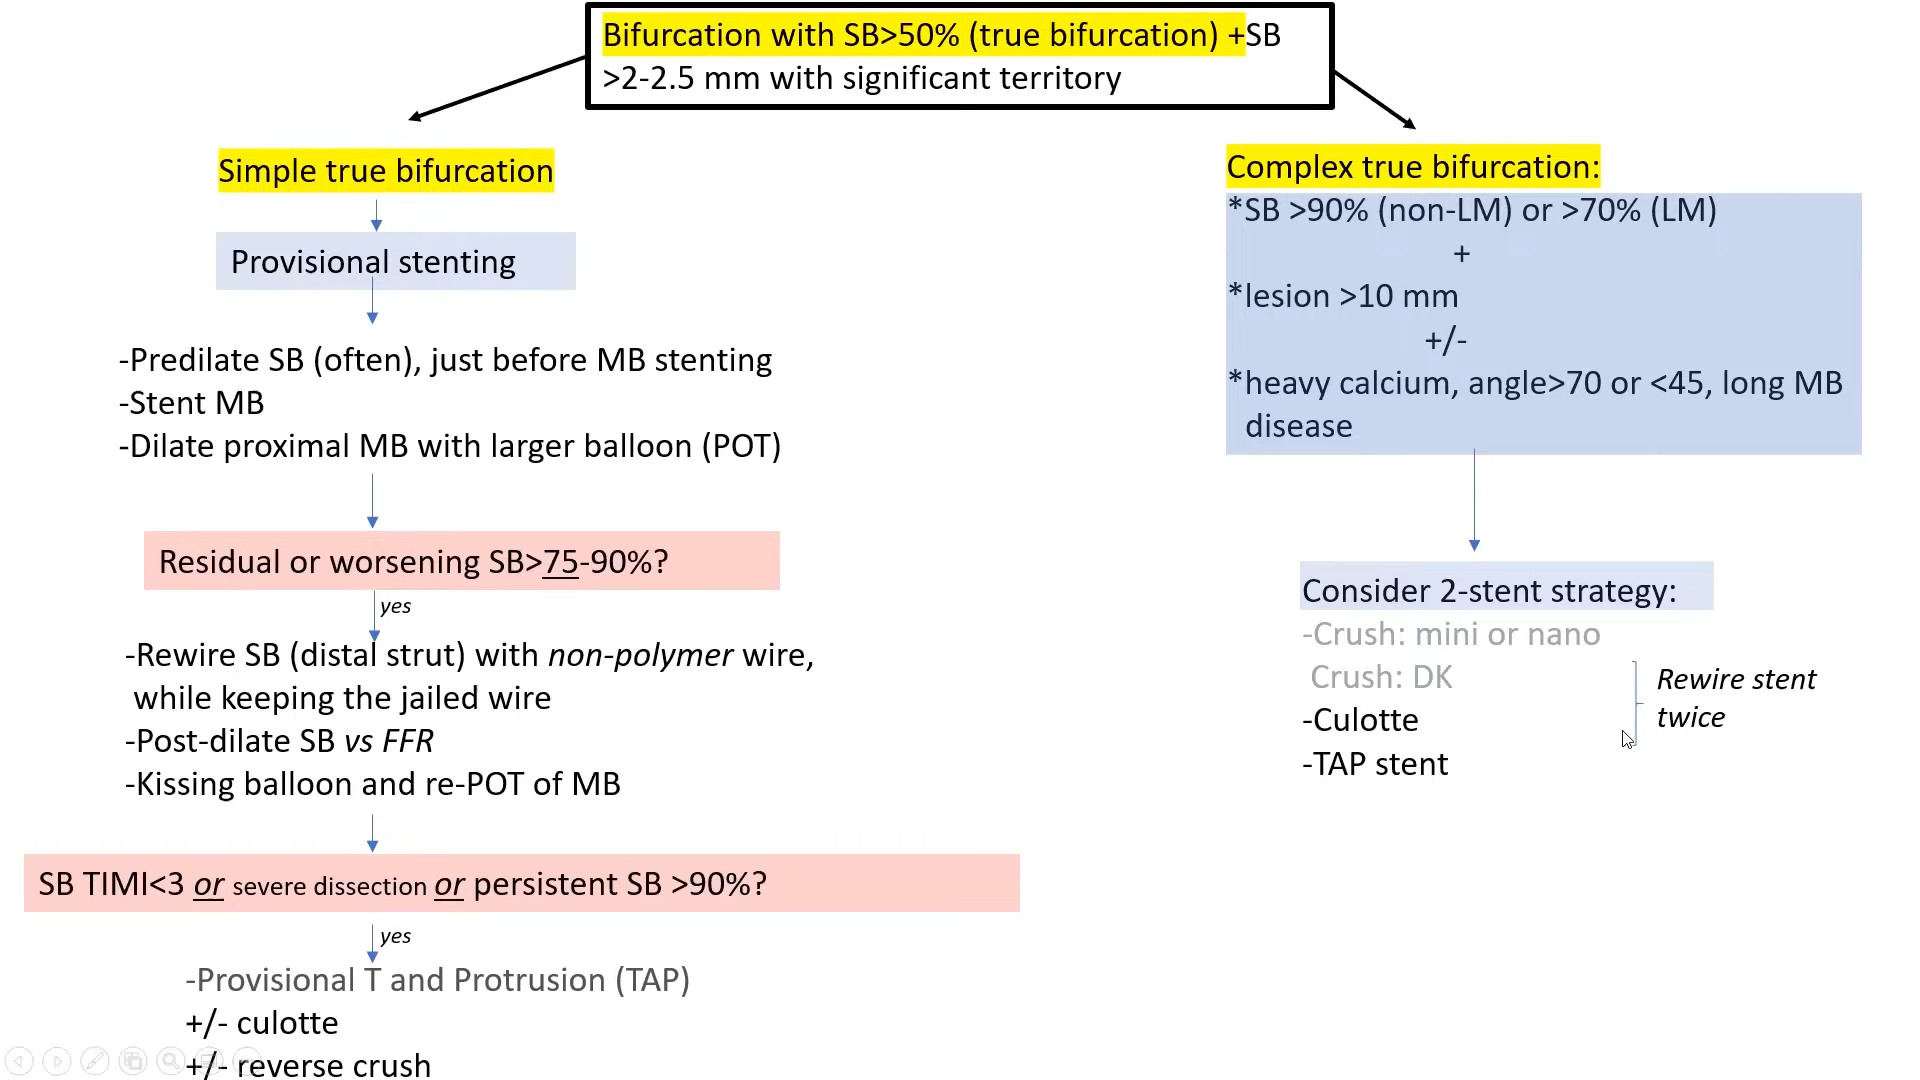 Bifurcation with SB>50% (true bifurcation) +SB
>2-2.5 mm with significant territory
Simple true bifurcation
Provisional stenting
-Predilate SB (often), just before MB stenting
-Stent MB
-Dilate proximal MB with larger balloon (POT)
Residual or worsening SB>75-90%?
yes
-Rewire SB (distal strut) with non-polymer wire,
while keeping the jailed wire
-Post-dilate SB vs FFR
-Kissing balloon and re-POT of MB
SB TIMI<3 or severe dissection or persistent SB >90%?
yes
-Provisional T and Protrusion (TAP)
+/- culotte
+/- reverse crush
Complex true bifurcation:
*SB >90% (non-LM) or >70% (LM)
+
*lesion >10 mm
+/-
*heavy calcium, angle>70 or <45, long MB
disease
Consider 2-stent strategy:
-Crush: mini or nano
Crush: DK
-Culotte
-TAP stent
Rewire stent
twice